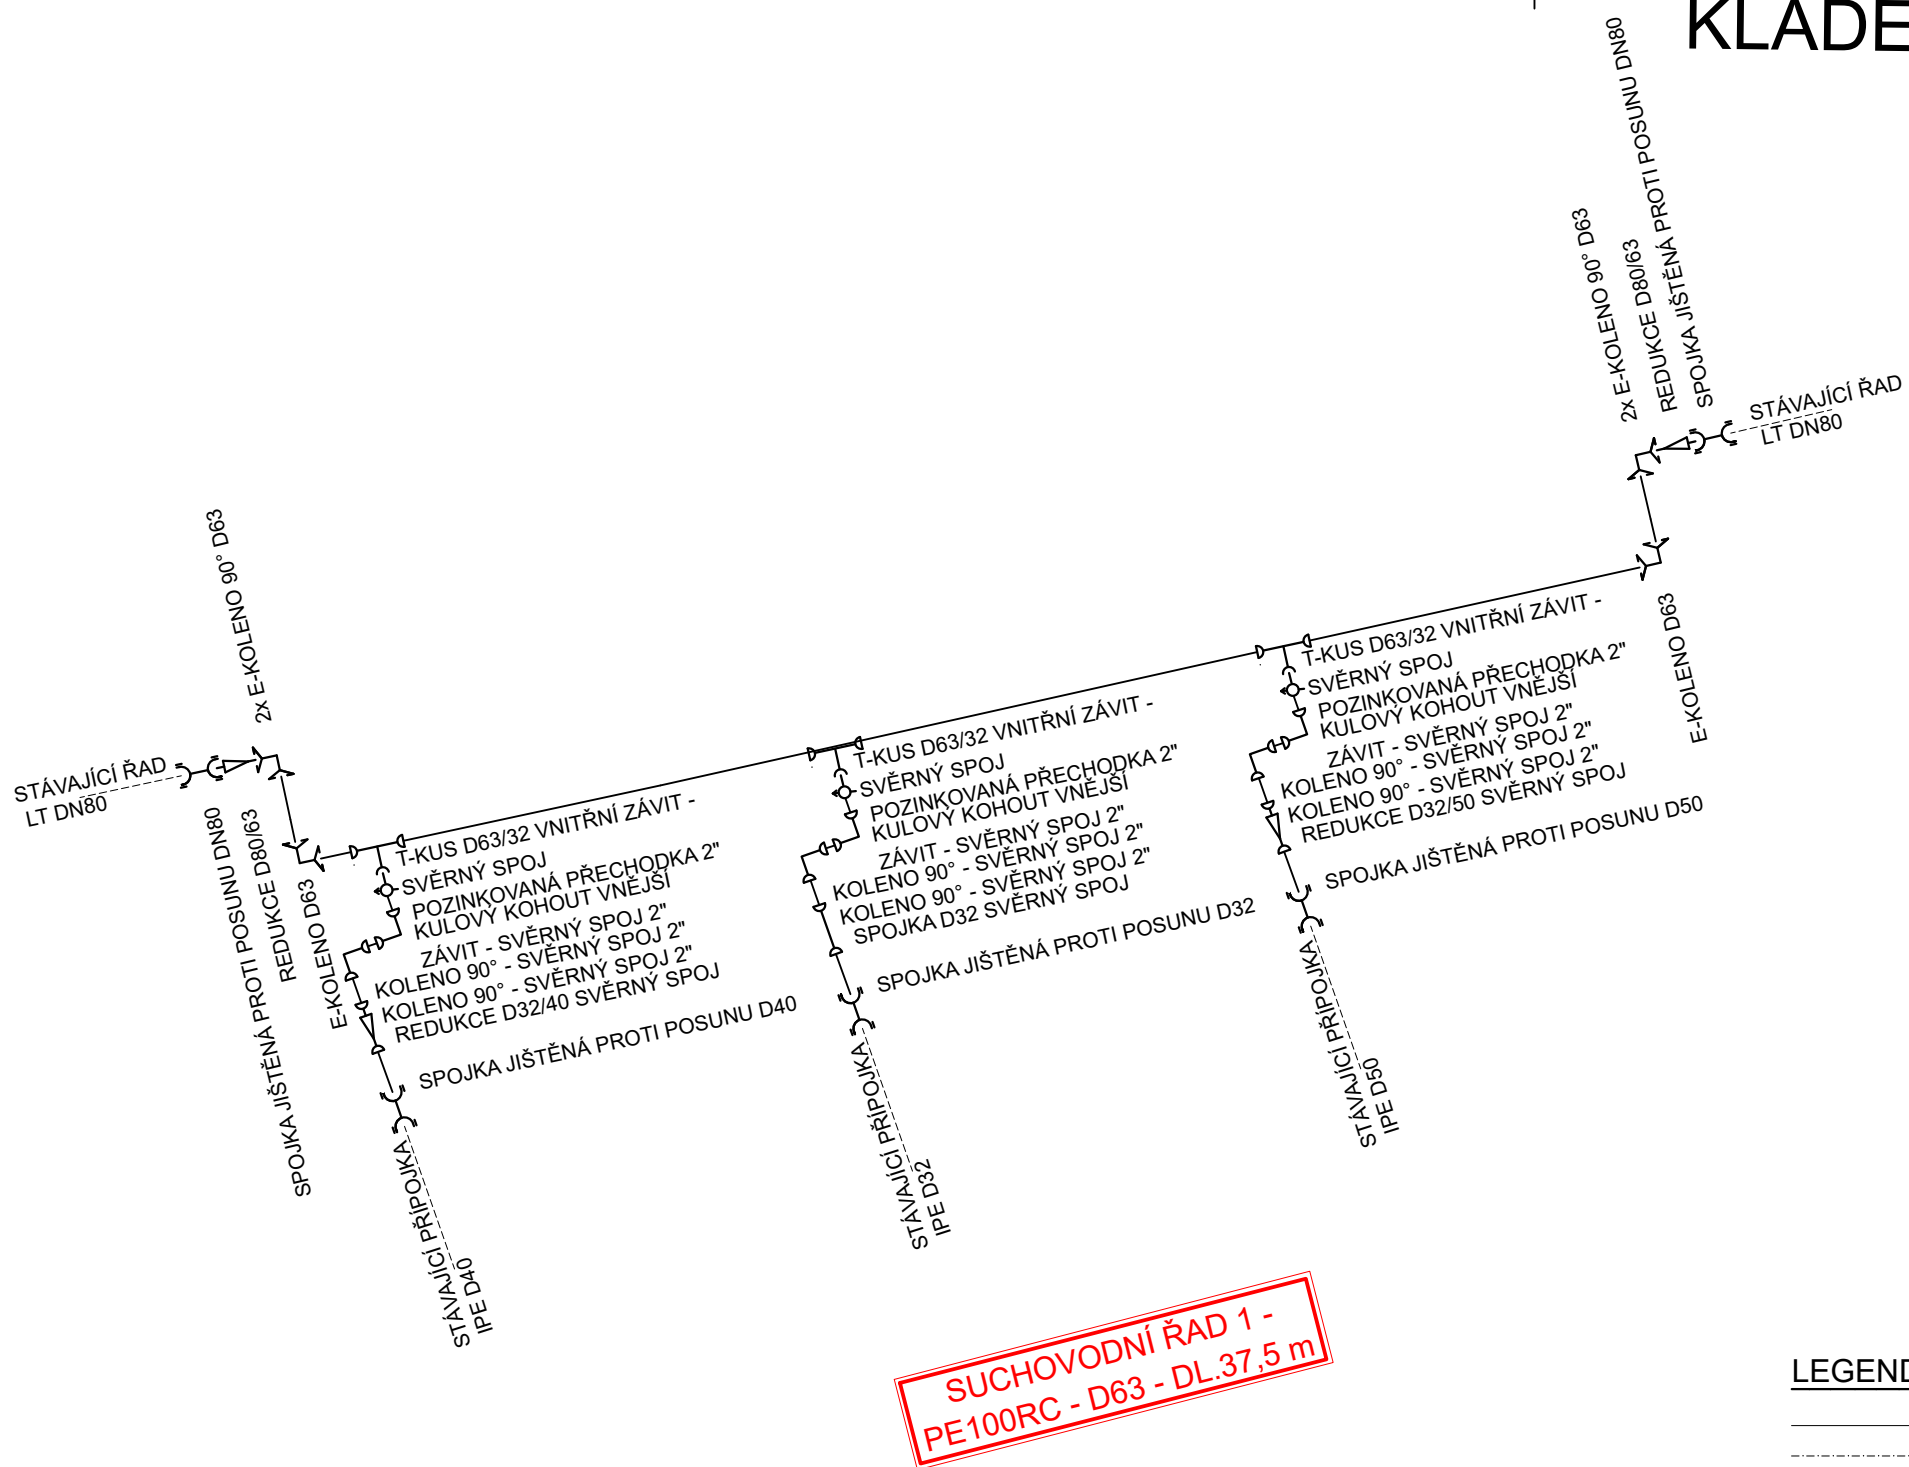 KLADE
SPOJKA JIŠTĚNÁ PROTI POSUNU DN80
REDUKCE D80/63
2x E-KOLENO 90° D63
STÁVAJÍCÍ ŘAD
LT DN80
E-KOLENO D63
2x E-KOLENO 90° D63
STÁVAJÍCÍ ŘAD
LT DN80
SPOJKA JIŠTĚNÁ PROTI POSUNU DN80
REDUKCE D80/63
E-KOLENO D63
T-KUS D63/32 VNITŘNÍ ZÁVIT -
SVĚRNÝ SPOJ
POZINKOVANÁ PŘECHODKA 2"
KULOVÝ KOHOUT VNĚJŠÍ
ZÁVIT - SVĚRNÝ SPOJ 2"
KOLENO 90° - SVĚRNÝ SPOJ 2"
KOLENO 90° - SVĚRNÝ SPOJ 2"
REDUKCE D32/40 SVĚRNÝ SPOJ
SPOJKA JIŠTĚNÁ PROTI POSUNU D40
STÁVAJÍCÍ PŘÍPOJKA
IPE D40
T-KUS D63/32 VNITŘNÍ ZÁVIT -
SVĚRNÝ SPOJ
POZINKOVANÁ PŘECHODKA 2"
KULOVÝ KOHOUT VNĚJŠÍ
ZÁVIT - SVĚRNÝ SPOJ 2"
KOLENO 90° - SVĚRNÝ SPOJ 2"
KOLENO 90° - SVĚRNÝ SPOJ 2"
SPOJKA D32 SVĚRNÝ SPOJ
SPOJKA JIŠTĚNÁ PROTI POSUNU D32
STÁVAJÍCÍ PŘÍPOJKA
IPE D32
T-KUS D63/32 VNITŘNÍ ZÁVIT -
SVĚRNÝ SPOJ
POZINKOVANÁ PŘECHODKA 2"
KULOVÝ KOHOUT VNĚJŠÍ
ZÁVIT - SVĚRNÝ SPOJ 2"
KOLENO 90° - SVĚRNÝ SPOJ 2"
KOLENO 90° - SVĚRNÝ SPOJ 2"
REDUKCE D32/50 SVĚRNÝ SPOJ
SPOJKA JIŠTĚNÁ PROTI POSUNU D50
STÁVAJÍCÍ PŘÍPOJKA
IPE D50
SUCHOVODNÍ ŘAD 1 -
PE100RC - D63 - DL.37,5 m
LEGEND